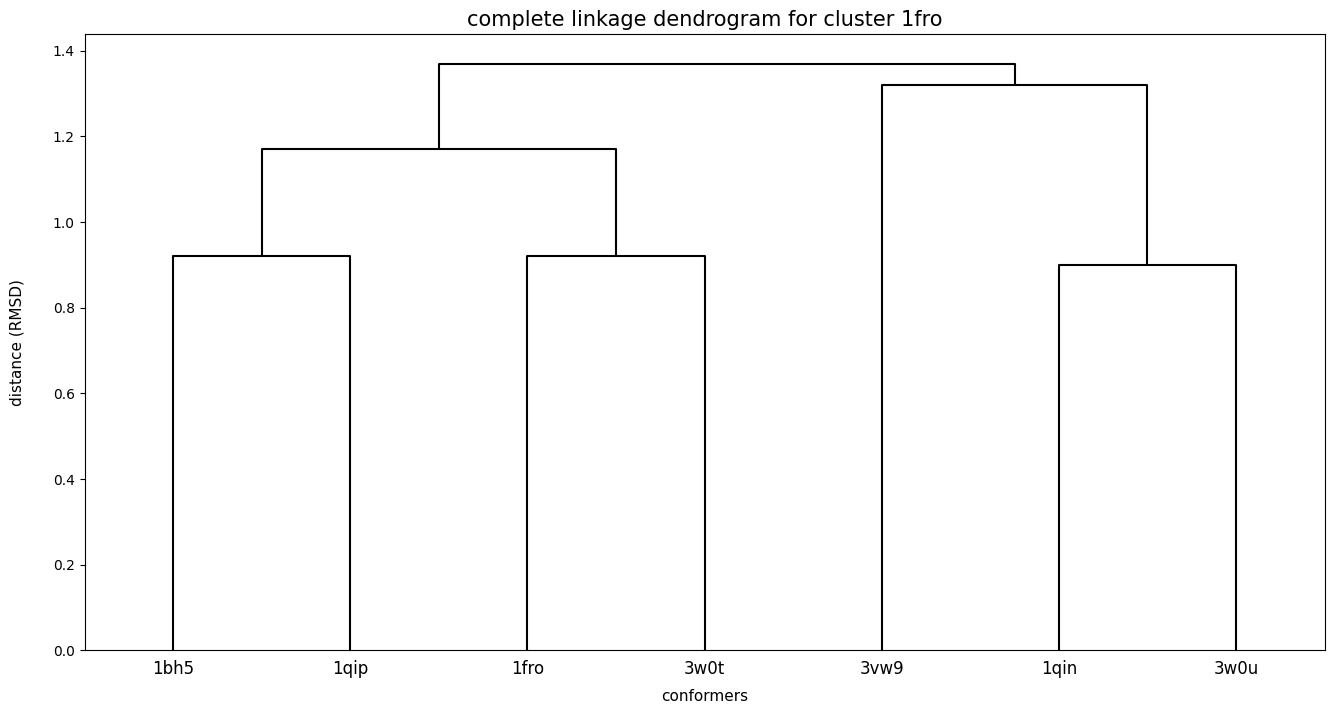 complete linkage dendrogram for cluster 1fro
1.4
1.2
1.0
0.8
0.6
0.4
0.2
0.0
distance (RMSD)
1bh5 1qip 1fro 3w0t 3vw9 1qin 3w0u
conformers